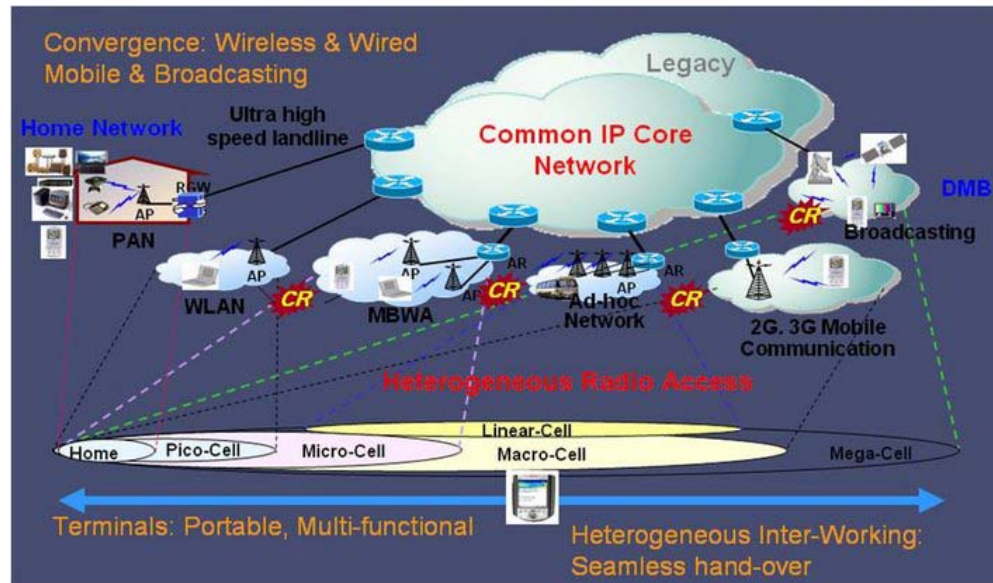 Convergence: Wireless & Wired
Mobile & Broadcasting
Legacy
Ultra high
speed landline
Home Network
Common IP Core
Network
RGW
AP
PAN
DMB
CR
Broadcasting
AP
WLAN
CR
AP
AP
MBWA
AR
CR
AP
AR
Ad-hoc
Network
CR
2G. 3G Mobile
Communication
Heterogeneous Radio Access
Linear-Cell
Home
Pico-Cell
Micro-Cell
Macro-Cell
Mega-Cell
Terminals: Portable, Multi-functional
Heterogeneous Inter-Working:
Seamless hand-over